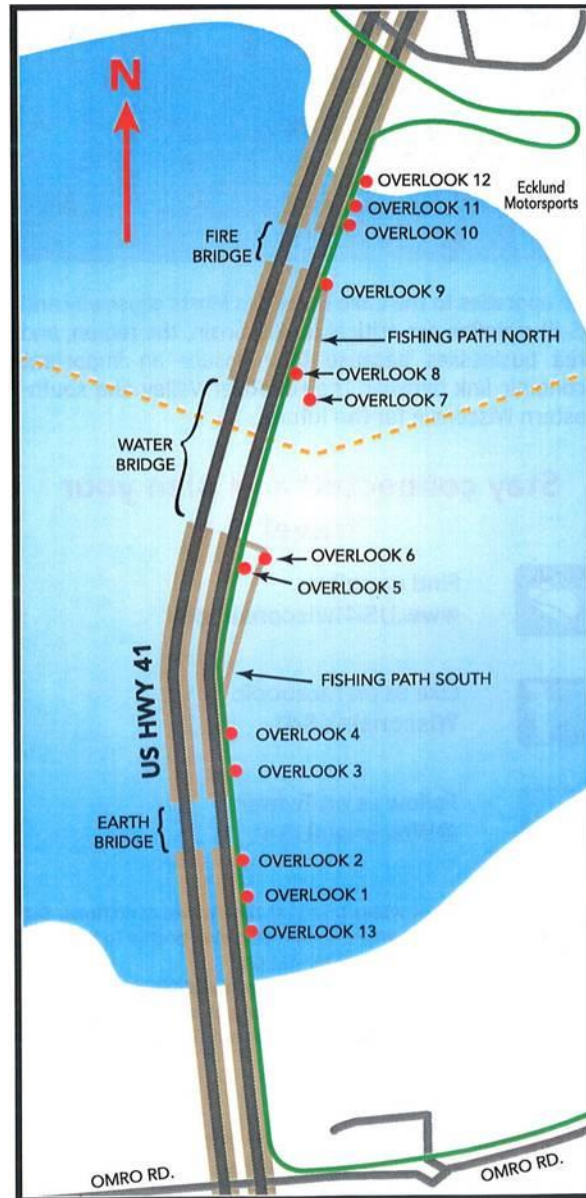 N
OVERLOOK 12
Ecklund
Motorsports
OVERLOOK 11
OVERLOOK 10
FIRE
BRIDGE
OVERLOOK 9
FISHING PATH NORTH
OVERLOOK 8
OVERLOOK 7
WATER
BRIDGE
OVERLOOK 6
OVERLOOK 5
US HWY 41
FISHING PATH SOUTH
OVERLOOK 4
OVERLOOK 3
EARTH
BRIDGE
OVERLOOK 2
OVERLOOK 1
OVERLOOK 13
OMRO RD.
OMRO RD.